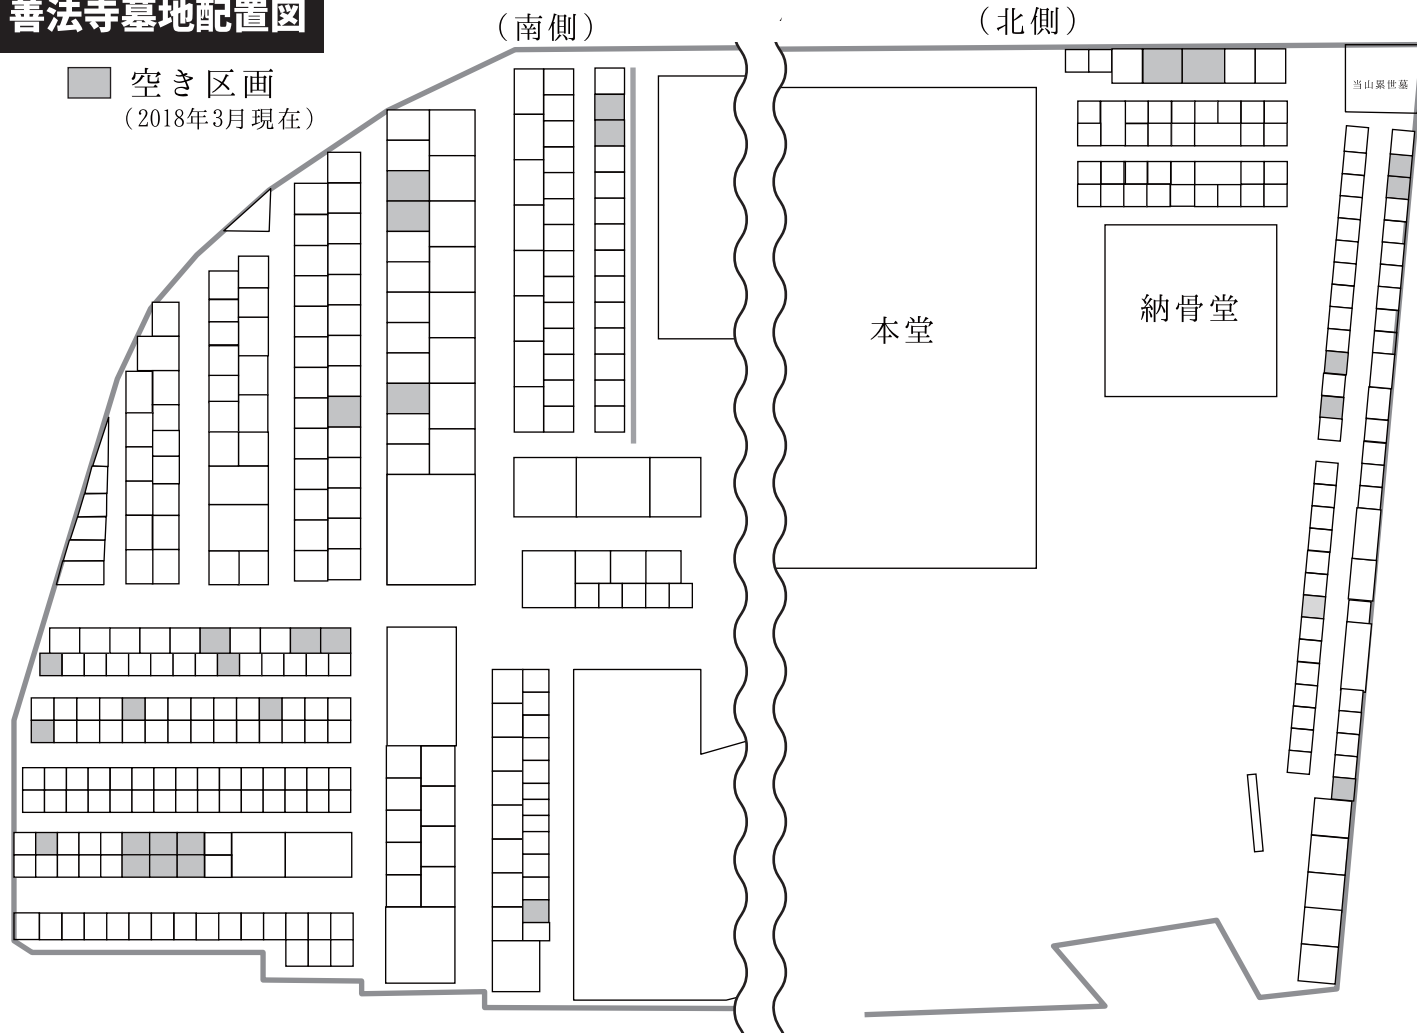 善法寺墓地配置図
空き区画
（2018年3月現在）
（南側）
（北側）
当山累世墓
納骨堂
本堂